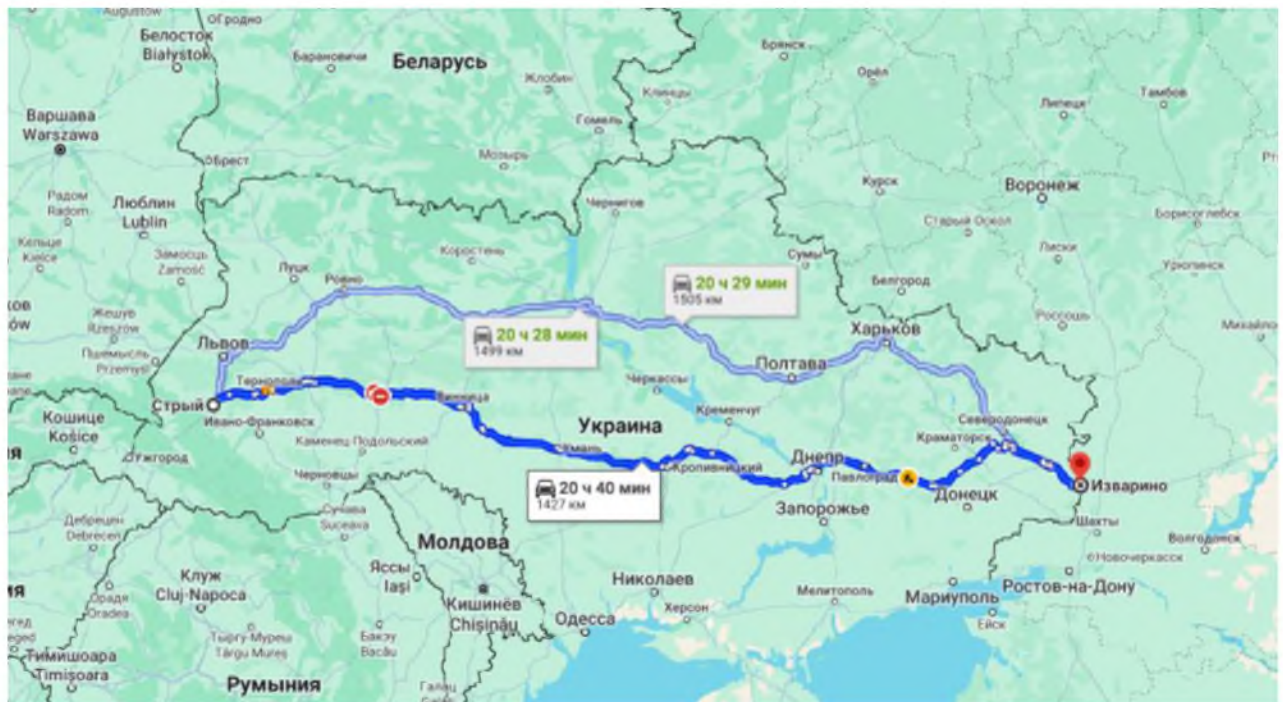 Augustow
Гродно
Белосток
Białystok
Барановичи
Беларусь
Жлобин
Гомель
Клинцы
Брянск
Орёл
Липецк
Тамбов
Варшава
Warszawa
Брест
Мозырь
Радом
Radom
Люблин
Lublin
Чернигов
Курск
Воронеж
Старый Оскол
Борисоглебск
Кельце
Kielce
Замосць
Zamość
Луцк
Ровно
Коростень
Сумы
Белгород
Лиски
Урюпинск
Россошь
Михайло
Жешув
Rzeszów
Пшемысль
Przemyśl
20 ч 29 мин
1505 км
20 ч 28 мин
1499 км
Львов
Харьков
Полтава
Тернополь
Стрый
Ивано-Франковск
Винница
Черкассы
Кременчуг
Северодонецк
Краматорск
Кошице
Košice
Ужгород
Каменец-Подольский
Украина
Умань
Кропивницкий
Днепр
Павлоград
Донецк
Изварино
20 ч 40 мин
1427 км
Черновцы
Сучава
Suceava
Запорожье
Шахты
Новочеркасск
Волгодонск
Дебрецен
Debrecen
Молдова
Яссы
Iași
Клуж
Cluj-Napoca
Орадя
Oradea
Кишинёв
Chișinău
Николаев
Херсон
Мелитополь
Мариуполь
Ростов-на-Дону
Ейск
Одесса
Тыргу-Муреш
Târgu Mureș
Бакэу
Bacău
Тимишоара
Timișoara
Румыния
Галац